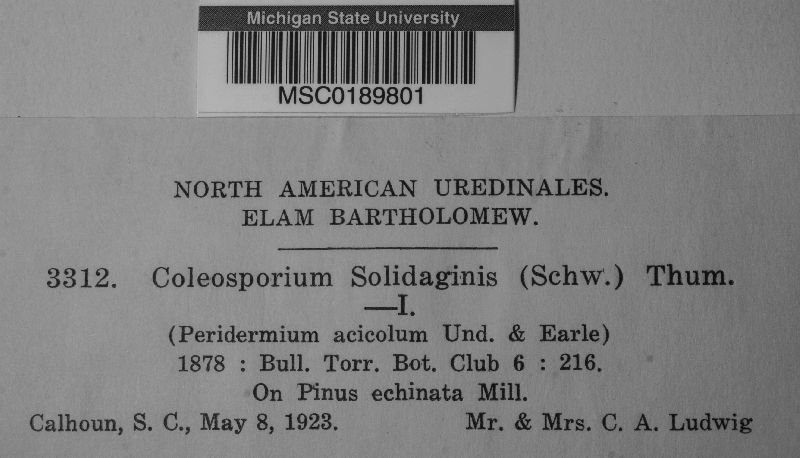 Michigan State University
MSC0189801
NORTH AMERICAN UREDINALES.
ELAM BARTHOLOMEW.
3312. Coleosporium Solidaginis (Schw.) Thum.
—I.
(Peridermium acicolum Und. & Earle)
1878 : Bull. Torr. Bot. Club 6 : 216.
On Pinus echinata Mill.
Calhoun, S. C., May 8, 1923. Mr. & Mrs. C. A. Ludwig